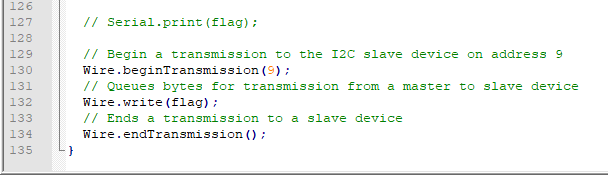 126
127 // Serial.print(flag);
128
129 // Begin a transmission to the I2C slave device on address 9
130 Wire.beginTransmission(9);
131 // Queues bytes for transmission from a master to slave device
132 Wire.write(flag);
133 // Ends a transmission to a slave device
134 Wire.endTransmission();
135 }